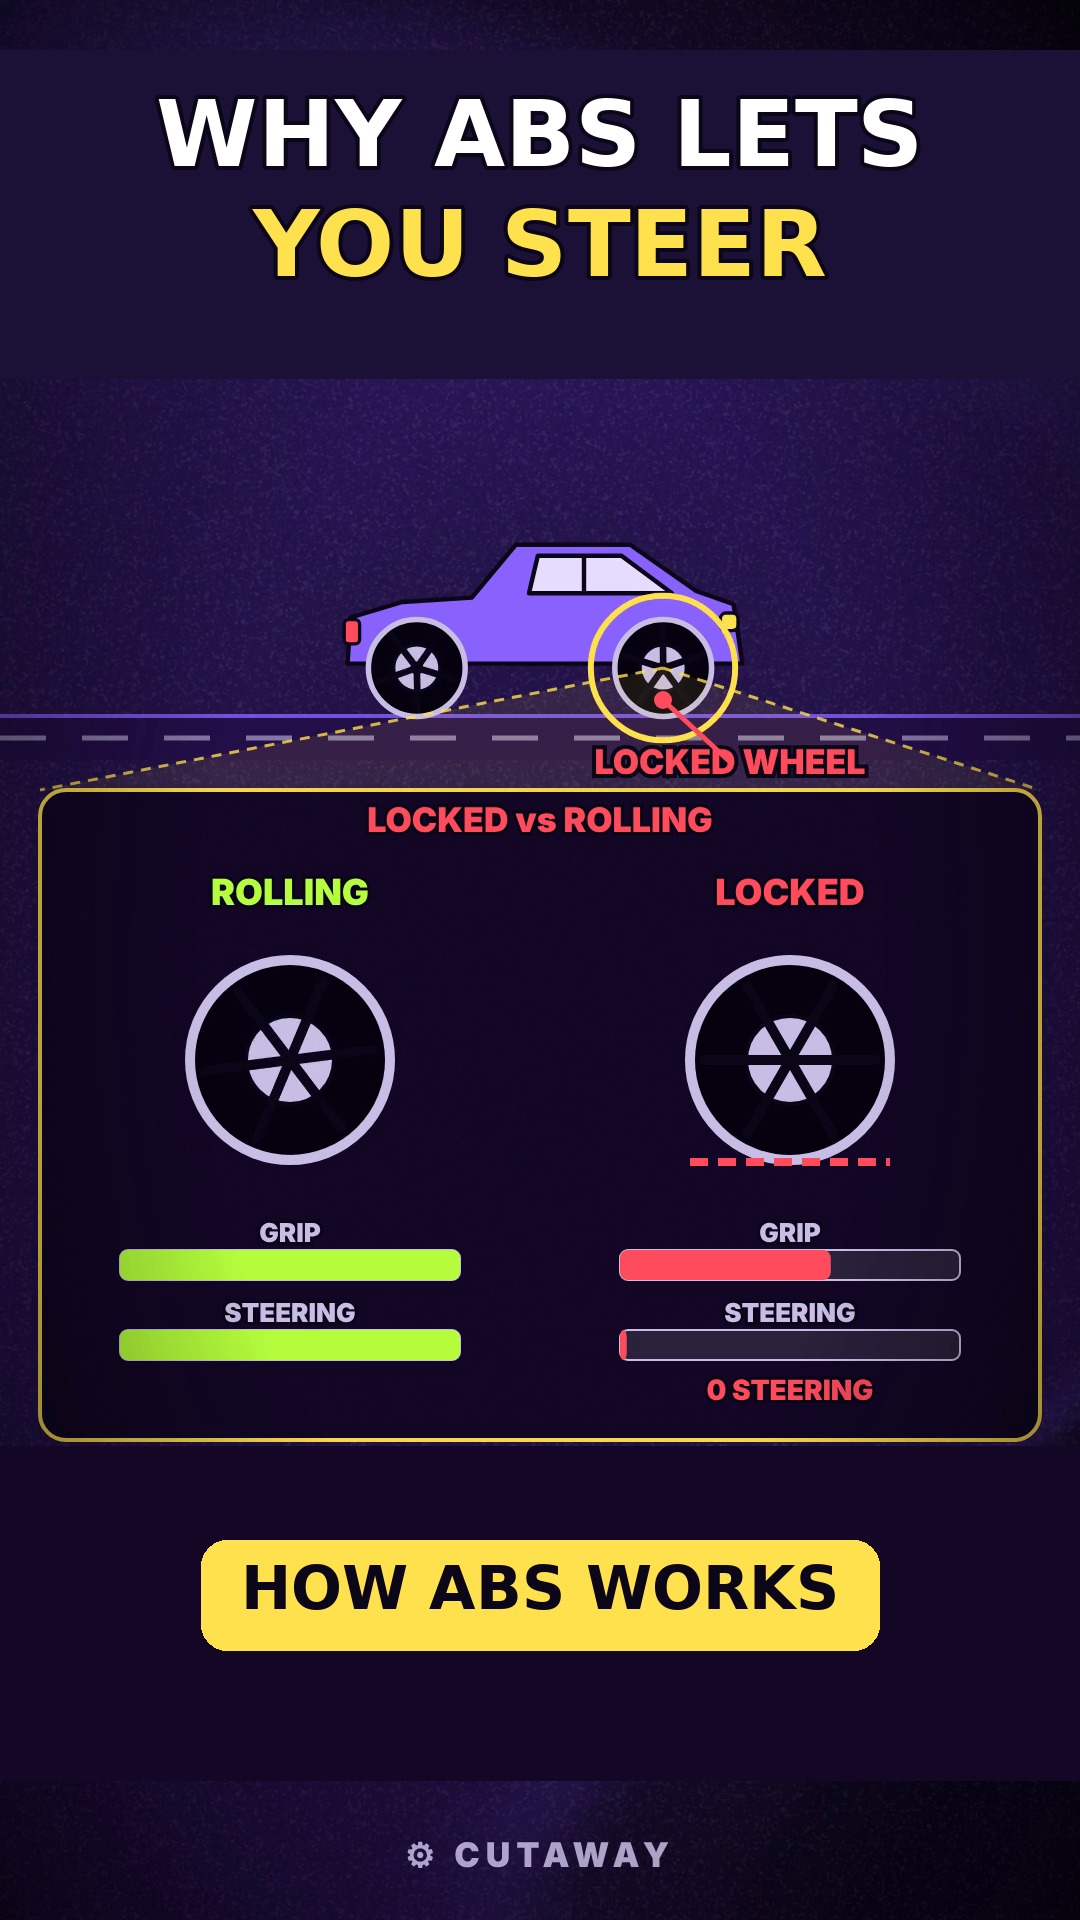 WHY ABS LETS
YOU STEER
LOCKED WHEEL
LOCKED vs ROLLING
ROLLING
LOCKED
GRIP
GRIP
STEERING
STEERING
0 STEERING
HOW ABS WORKS
CUTAWAY